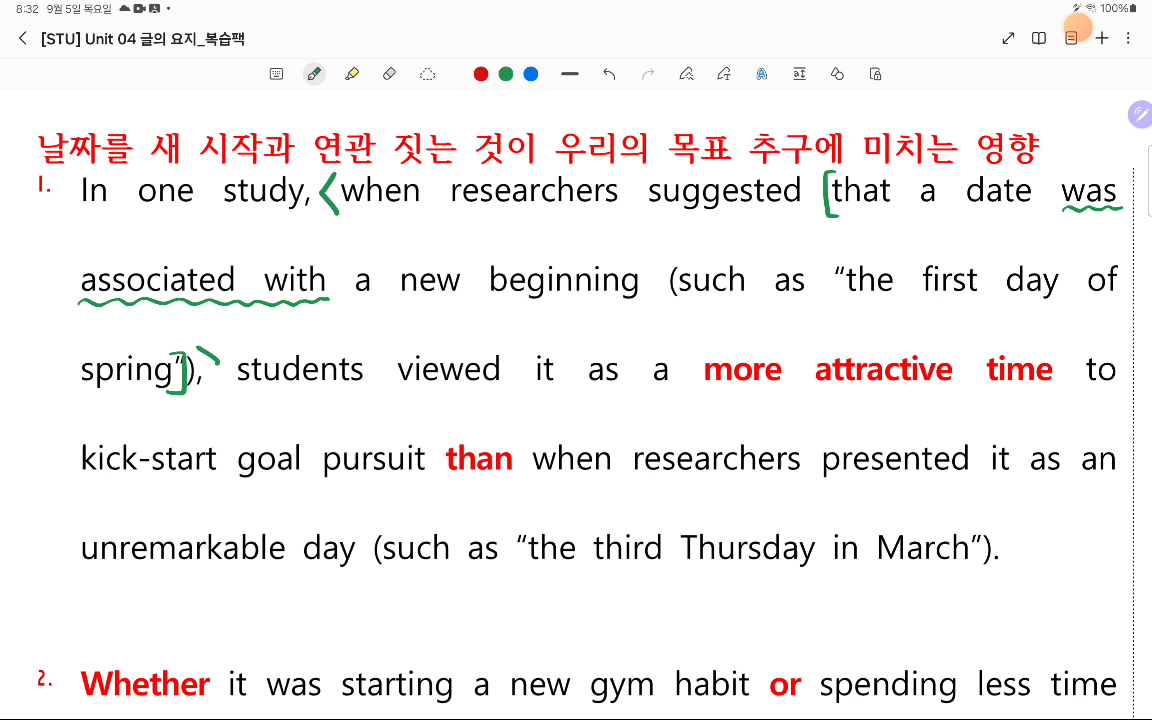 8:32 9월 5일 목요일 100%
[STU] Unit 04 글의 요지_복습팩
날짜를 새 시작과 연관 짓는 것이 우리의 목표 추구에 미치는 영향
1. In one study, when researchers suggested that a date was
associated with a new beginning (such as “the first day of
spring”), students viewed it as a more attractive time to
kick-start goal pursuit than when researchers presented it as an
unremarkable day (such as “the third Thursday in March”).
2. Whether it was starting a new gym habit or spending less time